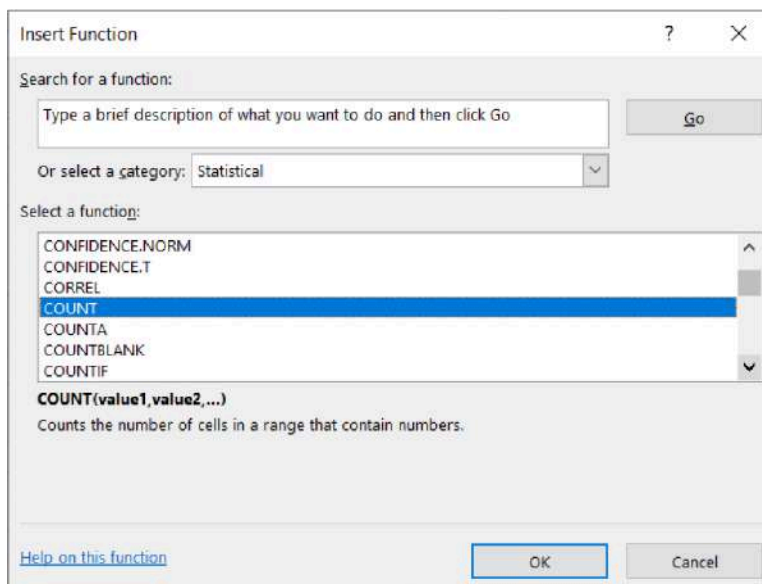 Insert Function
?
Search for a function:
Type a brief description of what you want to do and then click Go
Go
Or select a category: Statistical
Select a function:
CONFIDENCE.NORM
CONFIDENCE.T
CORREL
COUNT
COUNTA
COUNTBLANK
COUNTIF
COUNT(value1,value2,...)
Counts the number of cells in a range that contain numbers.
Help on this function
OK
Cancel